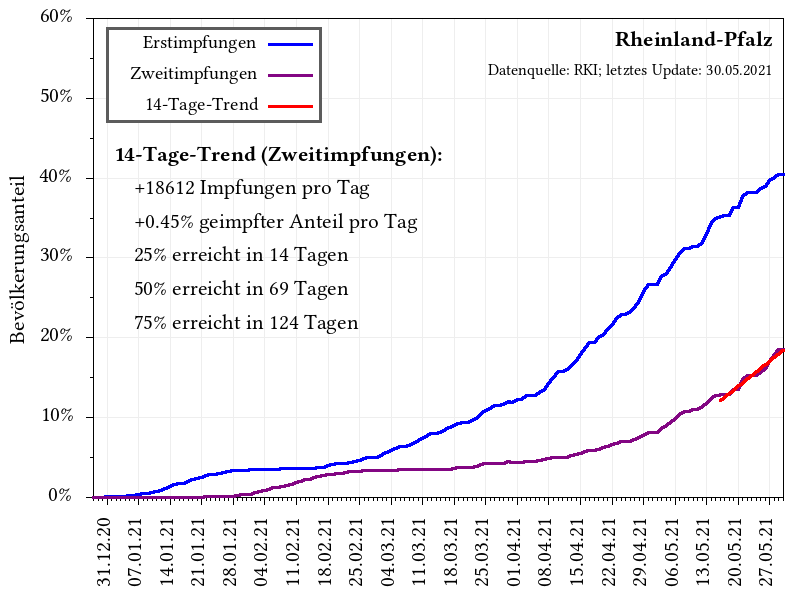 60%
50%
40%
30%
20%
10%
0%
Bevölkerungsanteil
Erstimpfungen
Zweitimpfungen
14-Tage-Trend
Rheinland-Pfalz
Datenquelle: RKI; letztes Update: 30.05.2021
14-Tage-Trend (Zweitimpfungen):
+18612 Impfungen pro Tag
+0.45% geimpfter Anteil pro Tag
25% erreicht in 14 Tagen
50% erreicht in 69 Tagen
75% erreicht in 124 Tagen
31.12.20
07.01.21
14.01.21
21.01.21
28.01.21
04.02.21
11.02.21
18.02.21
25.02.21
04.03.21
11.03.21
18.03.21
25.03.21
01.04.21
08.04.21
15.04.21
22.04.21
29.04.21
06.05.21
13.05.21
20.05.21
27.05.21